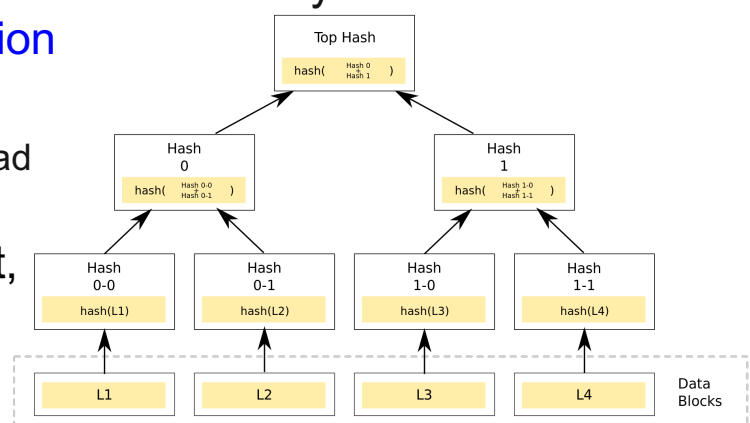 ion
ad
t,
Top Hash
hash( Hash 0 + Hash 1 )
Hash
0
hash( Hash 0-0 + Hash 0-1 )
Hash
1
hash( Hash 1-0 + Hash 1-1 )
Hash
0-0
hash(L1)
Hash
0-1
hash(L2)
Hash
1-0
hash(L3)
Hash
1-1
hash(L4)
L1
L2
L3
L4
Data
Blocks